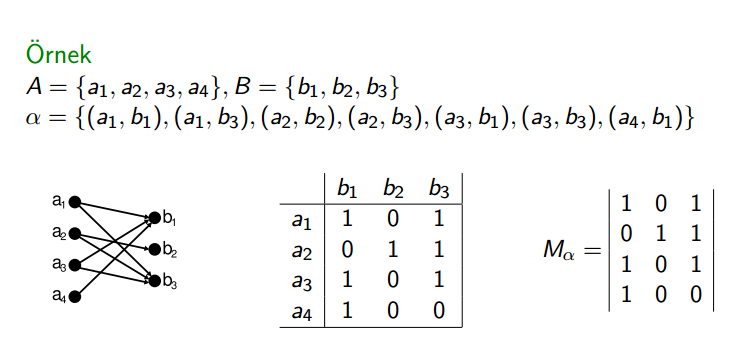 Örnek
A = {a₁, a₂, a₃, a₄}, B = {b₁, b₂, b₃}
α = {(a₁, b₁), (a₁, b₃), (a₂, b₂), (a₂, b₃), (a₃, b₁), (a₃, b₃), (a₄, b₁)}
a₁
a₂
a₃
a₄
b₁
b₂
b₃
b₁ b₂ b₃
a₁ 1 0 1
a₂ 0 1 1
a₃ 1 0 1
a₄ 1 0 0
Mα =
1 0 1
0 1 1
1 0 1
1 0 0